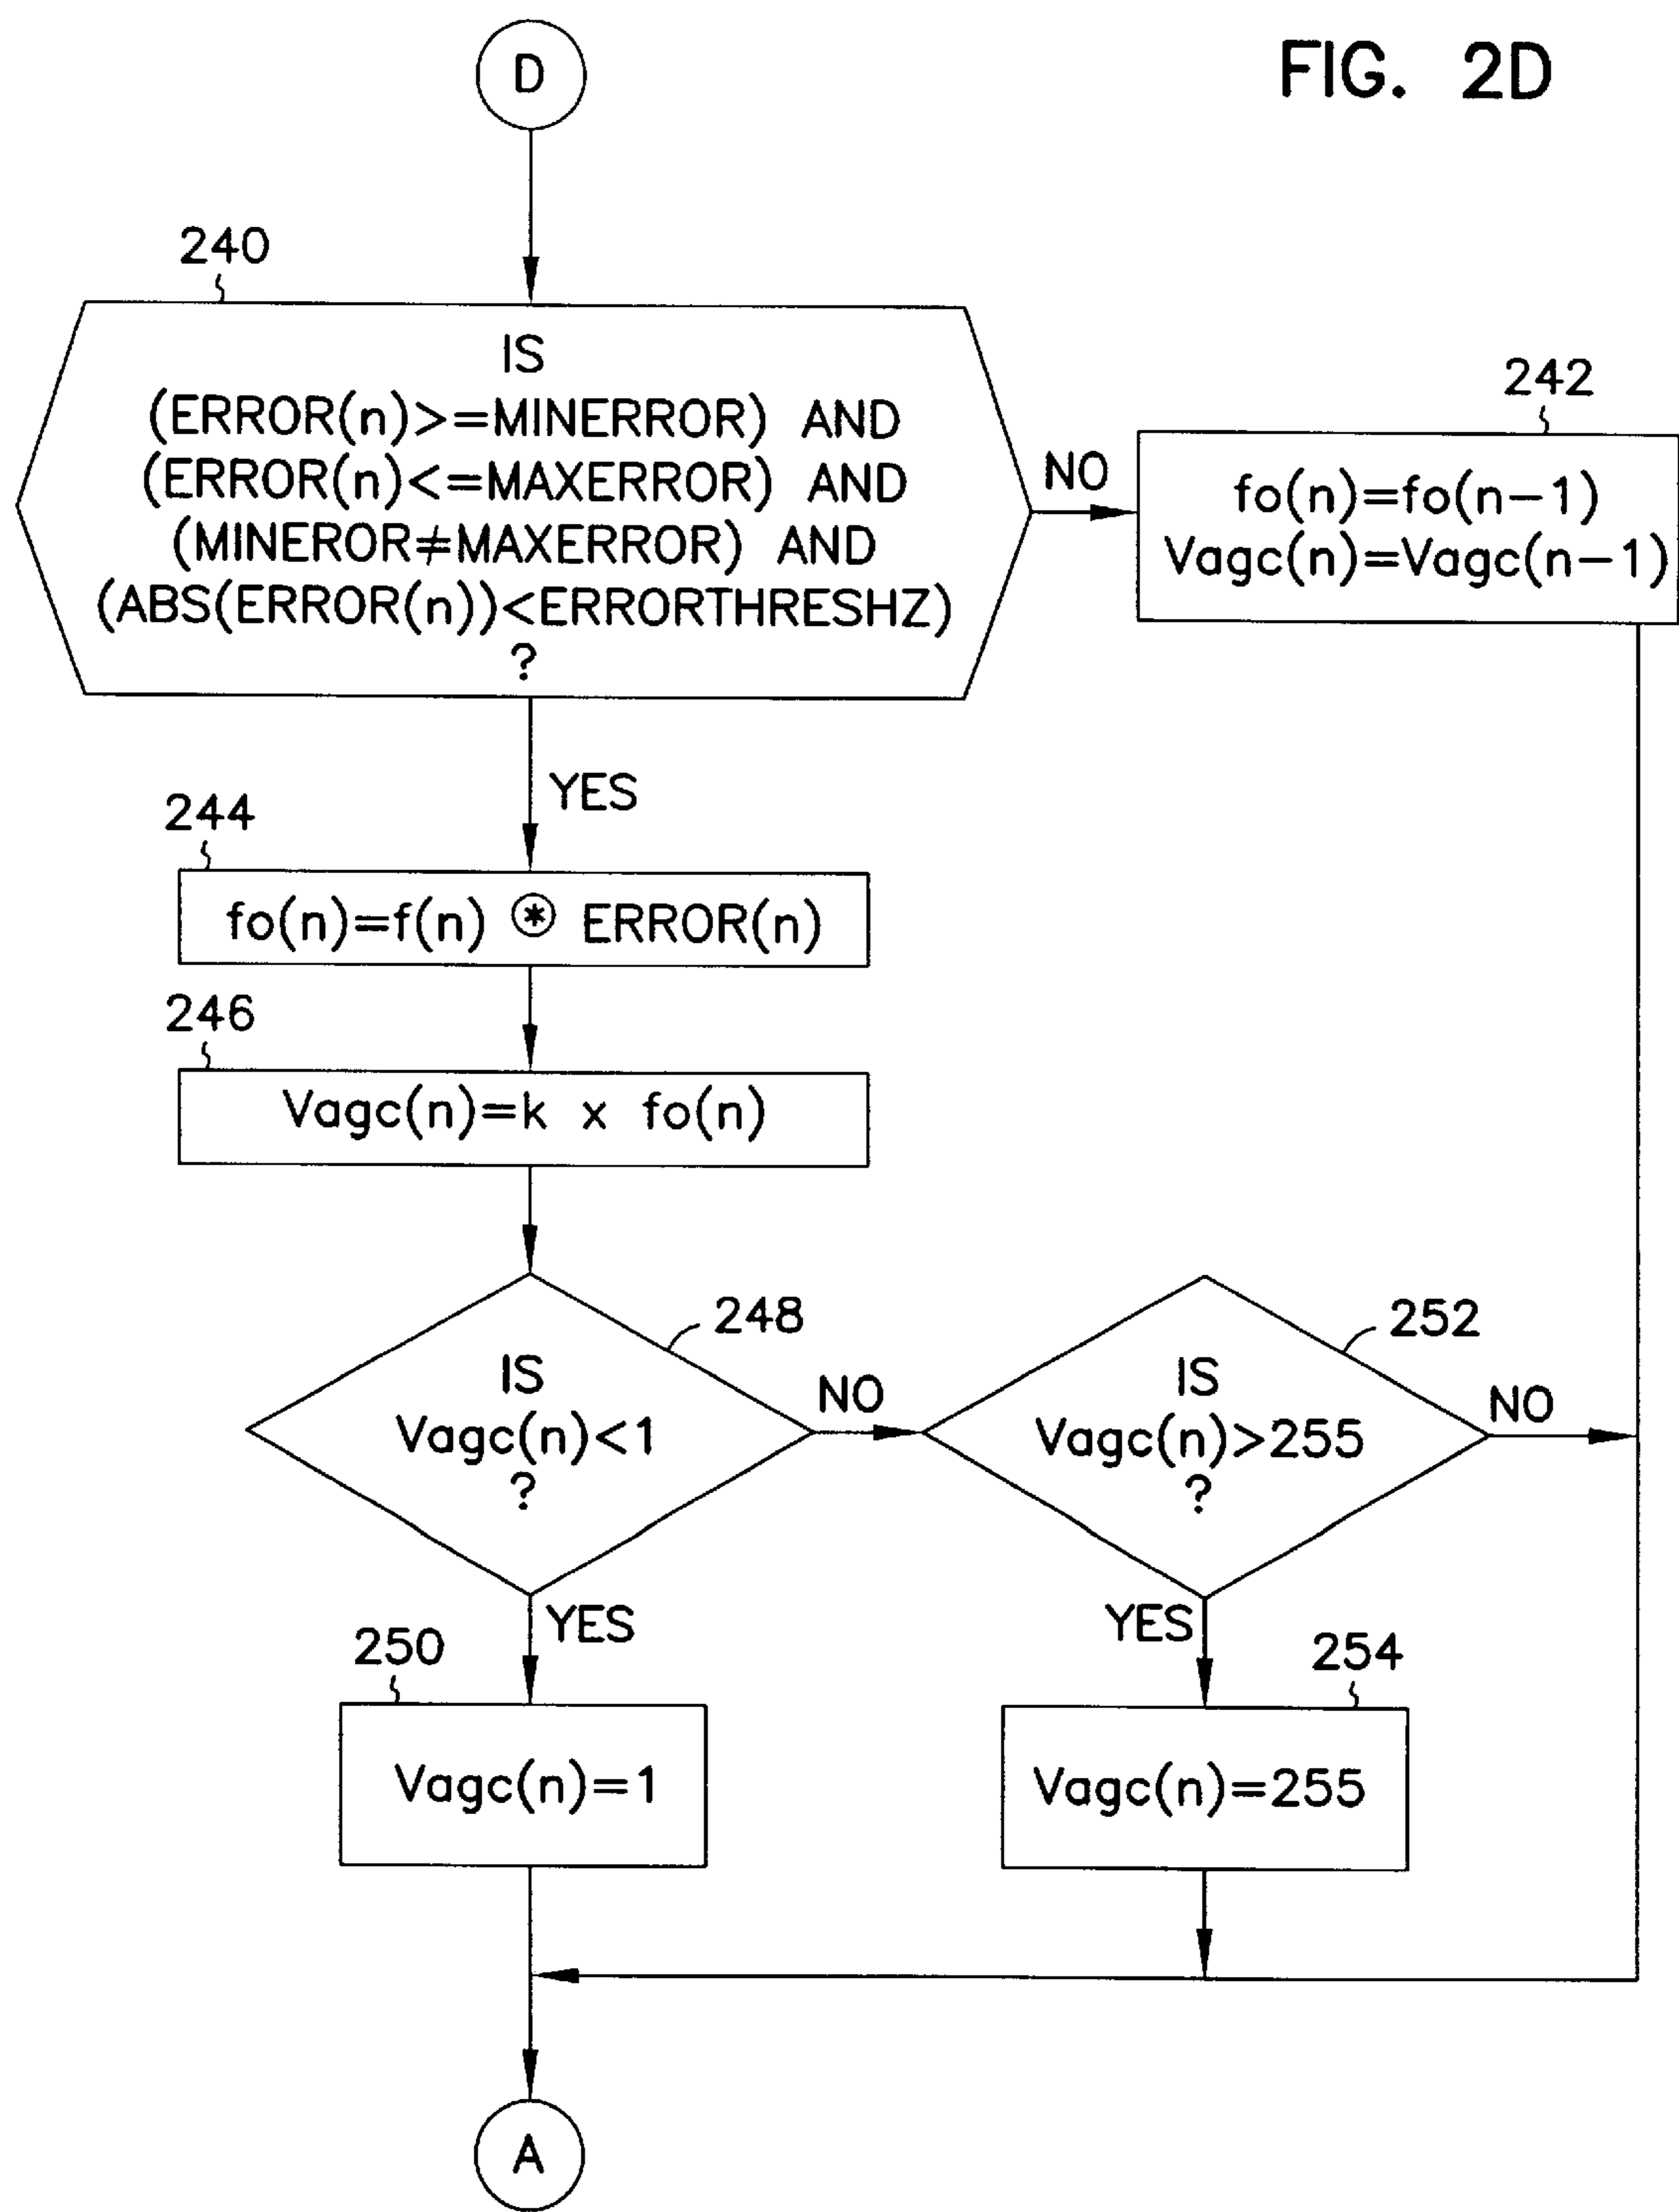 FIG. 2D
D
240
IS
(ERROR(n)>=MINERROR) AND
(ERROR(n)<=MAXERROR) AND
(MINEROR≠MAXERROR) AND
(ABS(ERROR(n))<ERRORTHRESHZ)
?
NO
242
fo(n)=fo(n-1)
Vagc(n)=Vagc(n-1)
YES
244
fo(n)=f(n) ⊛ ERROR(n)
246
Vagc(n)=k x fo(n)
248
IS
Vagc(n)<1
?
NO
252
IS
Vagc(n)>255
?
NO
YES
250
Vagc(n)=1
YES
254
Vagc(n)=255
A